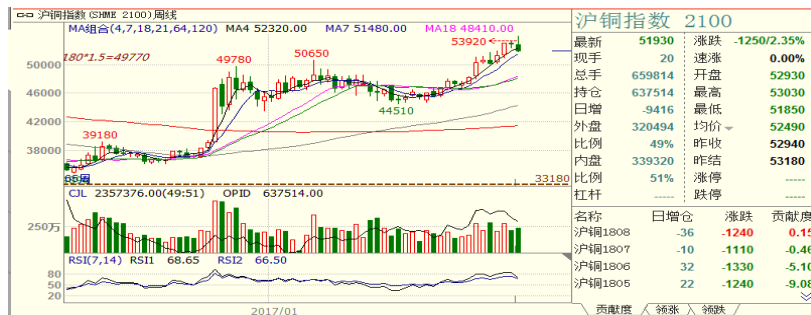 沪铜指数(SHME 2100)周线
MA组合(4,7,18,21,64,120) MA4 52320.00 MA7 51480.00 MA18 48410.00
180*1.5=49770
53920
49780
50650
44510
39180
33180
50000
46000
42000
38000
CJL 2357376.00(49:51) OPID 637514.00
250万
RSI(7,14) RSI1 68.65 RSI2 66.50
80
60
40
20
2017/01
沪铜指数 2100
最新 51930 涨跌 -1250/2.35%
现手 20 速涨 0.00%
总手 659814 开盘 52930
持仓 637514 最高 53030
日增 -9416 最低 51850
外盘 320494 均价 52490
比例 49% 昨收 52940
内盘 339320 昨结 53180
比例 51% 涨停 -----
杠杆 ----- 跌停 -----
名称 日增仓 涨跌 贡献度
沪铜1808 -36 -1240 0.15
沪铜1807 -10 -1110 -0.46
沪铜1806 32 -1330 -5.10
沪铜1805 22 -1240 -9.08
贡献度 领涨 领跌